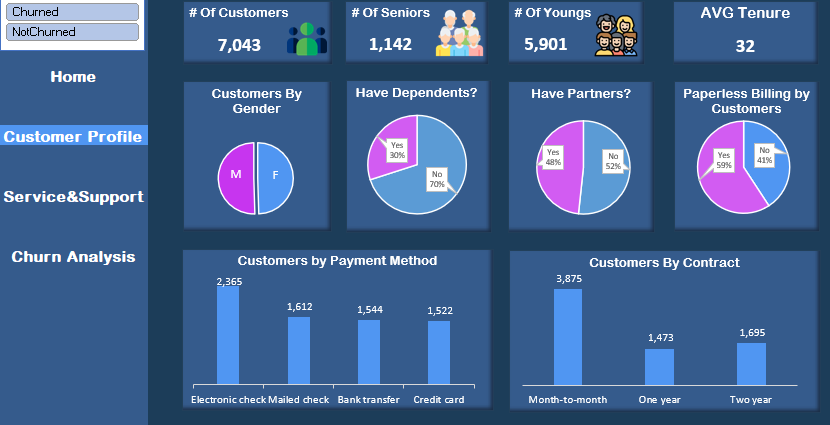 Churned
NotChurned
Home
Customer Profile
Service&Support
Churn Analysis
# Of Customers
7,043
# Of Seniors
1,142
# Of Youngs
5,901
AVG Tenure
32
Customers By
Gender
M
F
Have Dependents?
Yes
30%
No
70%
Have Partners?
Yes
48%
No
52%
Paperless Billing by
Customers
Yes
59%
No
41%
Customers by Payment Method
2,365
1,612
1,544
1,522
Electronic check Mailed check Bank transfer Credit card
Customers By Contract
3,875
1,473
1,695
Month-to-month One year Two year